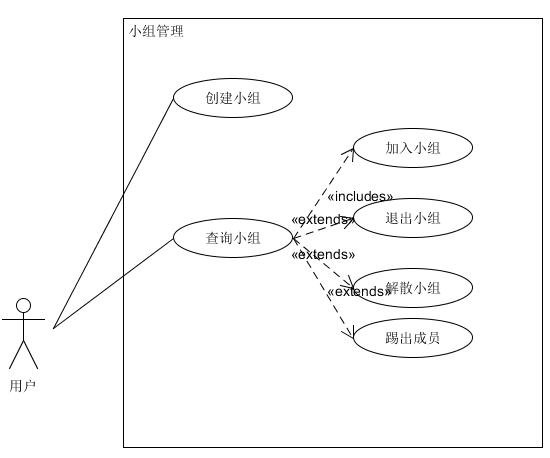 小组管理
创建小组
加入小组
«includes»
«extends»
退出小组
查询小组
«extends»
«extends»
解散小组
踢出成员
用户